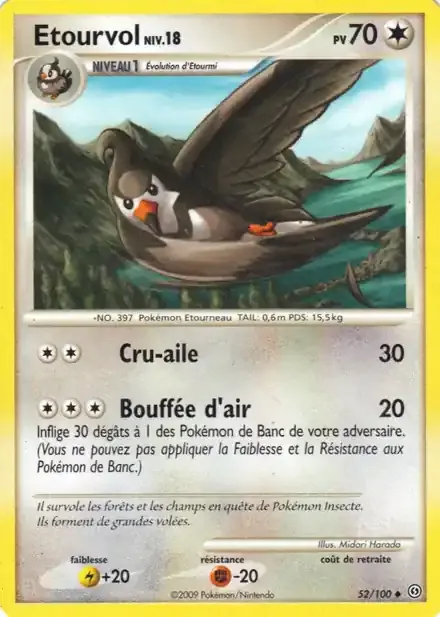 Etourvol NIV.18 PV 70
NIVEAU 1 Évolution d'Etourmi
-NO. 397 Pokémon Etourneau TAIL: 0,6m PDS: 15,5kg
Cru-aile 30
Bouffée d'air 20
Inflige 30 dégâts à 1 des Pokémon de Banc de votre adversaire.
(Vous ne pouvez pas appliquer la Faiblesse et la Résistance aux
Pokémon de Banc.)
Il survole les forêts et les champs en quête de Pokémon Insecte.
Ils forment de grandes volées.
Illus. Midori Harada
faiblesse résistance coût de retraite
+20 -20
©2009 Pokémon/Nintendo 52/100